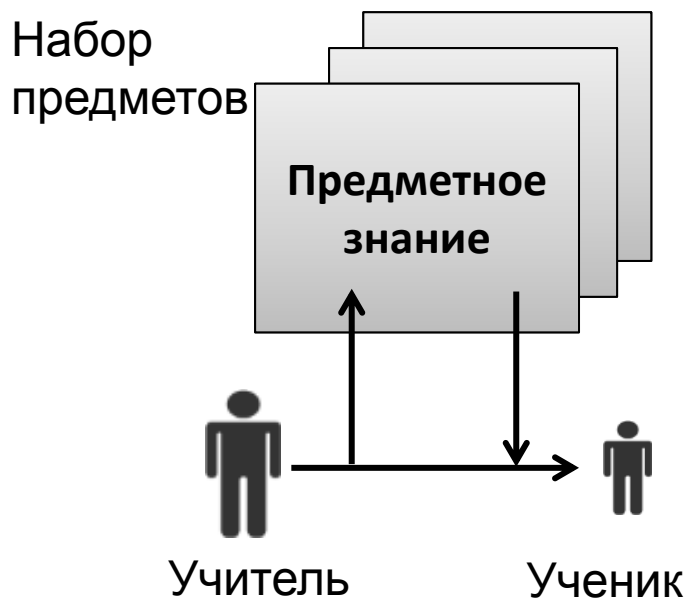 Набор
предметов
Предметное
знание
Учитель
Ученик